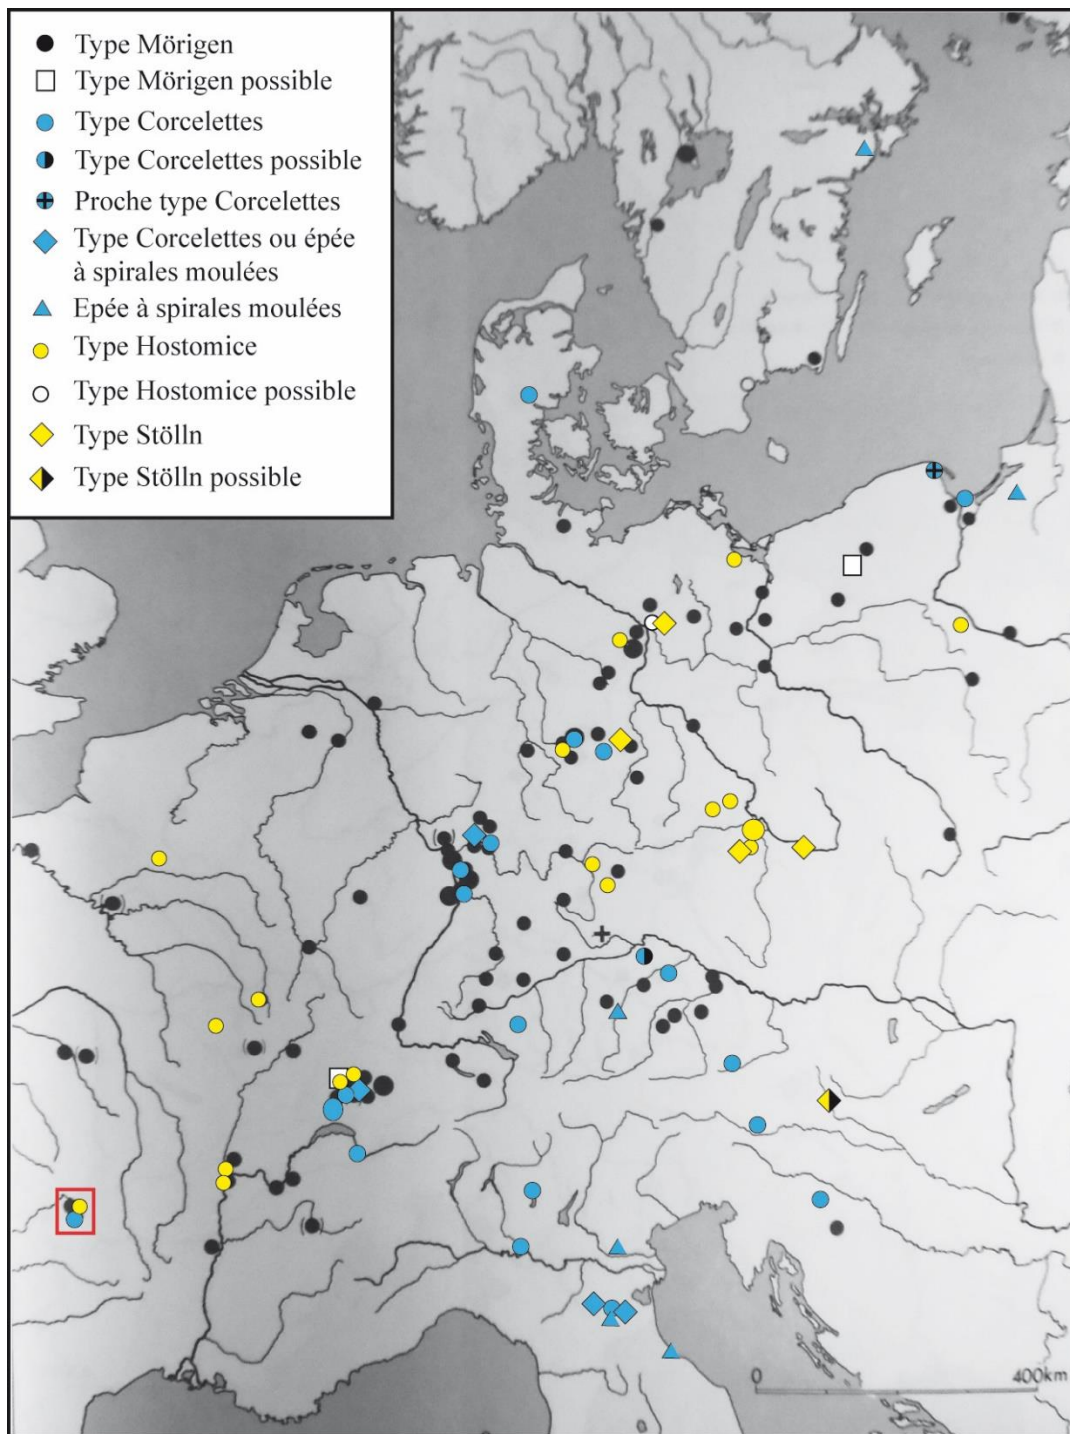 Type Mörigen
Type Mörigen possible
Type Corcelettes
Type Corcelettes possible
Proche type Corcelettes
Type Corcelettes ou épée
à spirales moulées
Epée à spirales moulées
Type Hostomice
Type Hostomice possible
Type Stölln
Type Stölln possible
0 400km